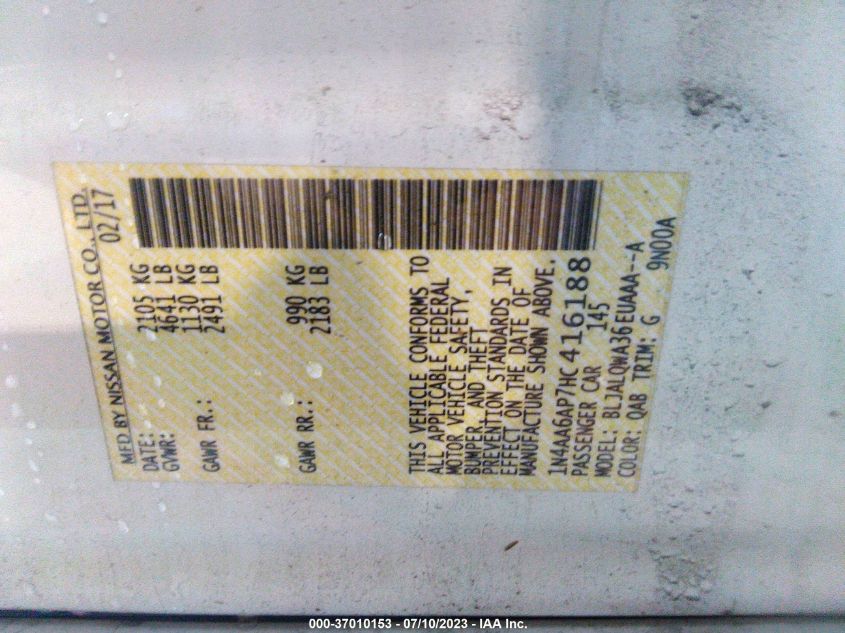 MFD BY NISSAN MOTOR CO., LTD.
DATE: 02/17
GVWR: 2105 KG
4641 LB
GAWR FR.: 1130 KG
2491 LB
GAWR RR.: 990 KG
2183 LB
THIS VEHICLE CONFORMS TO
ALL APPLICABLE FEDERAL
MOTOR VEHICLE SAFETY,
BUMPER, AND THEFT
PREVENTION STANDARDS IN
EFFECT ON THE DATE OF
MANUFACTURE SHOWN ABOVE.
1N4AA6AP7HC416188
PASSENGER CAR 145
MODEL: BLJALQWA36EUAAA--A
COLOR: QAB TRIM: G 9N00A
000-37010153 - 07/10/2023 - IAA Inc.